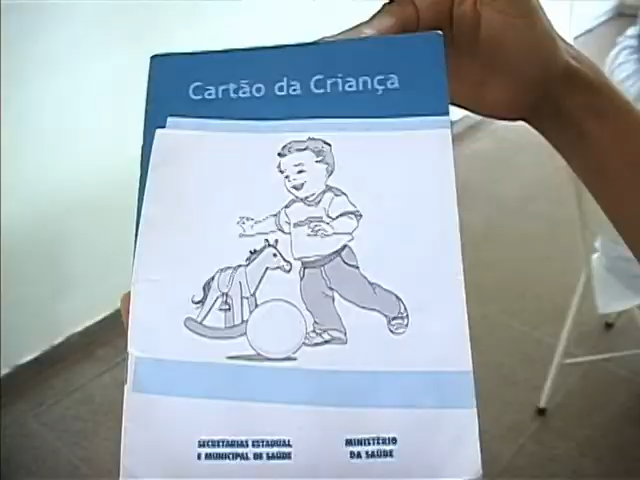 Cartão da Criança
SECRETARIAS ESTADUAL
E MUNICIPAL DE SAÚDE
MINISTÉRIO
DA SAÚDE